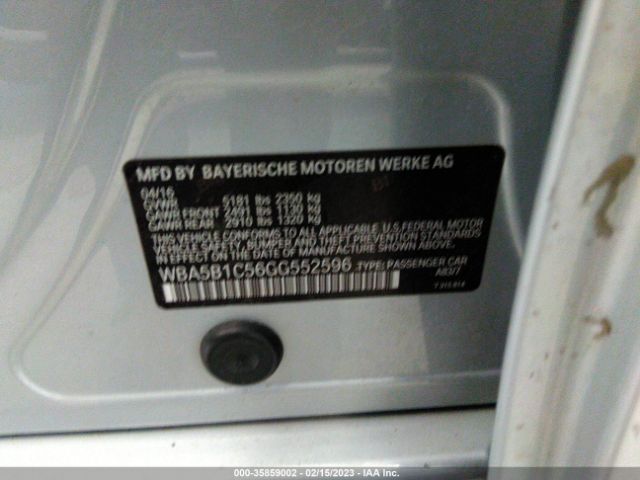 MFD BY BAYERISCHE MOTOREN WERKE AG
04/16
GVWR 5181 lbs 2350 kg
GAWR FRONT 2491 lbs 1130 kg
GAWR REAR 2910 lbs 1320 kg
THIS VEHICLE CONFORMS TO ALL APPLICABLE U.S.FEDERAL MOTOR
VEHICLE SAFETY, BUMPER AND THEFT PREVENTION STANDARDS
IN EFFECT ON THE DATE OF MANUFACTURE SHOWN ABOVE.
WBA5B1C56GG552596 TYPE: PASSENGER CAR
A83/7
000-35859002 - 02/15/2023 - IAA Inc.